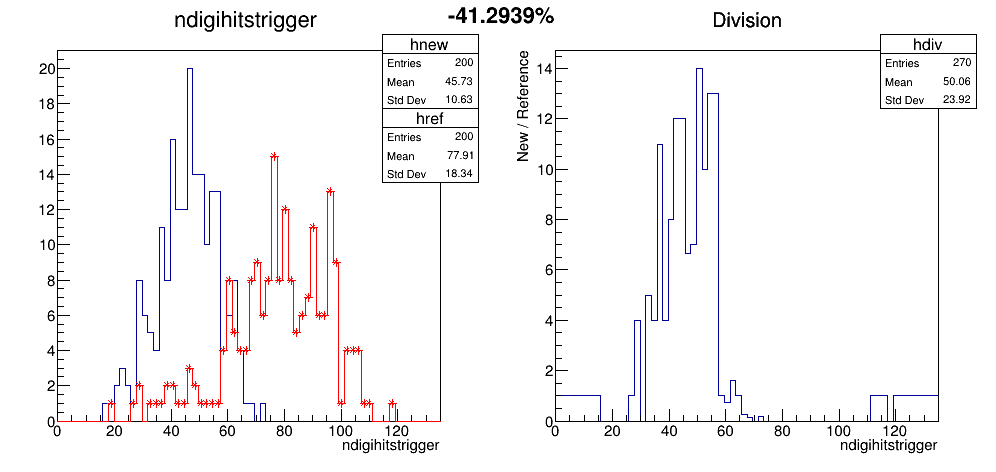 -41.2939%
ndigihitstrigger
hnew
Entries 200
Mean 45.73
Std Dev 10.63
href
Entries 200
Mean 77.91
Std Dev 18.34
20
18
16
14
12
10
8
6
4
2
0
0 20 40 60 80 100 120
ndigihitstrigger
Division
hdiv
Entries 270
Mean 50.06
Std Dev 23.92
New / Reference
14
12
10
8
6
4
2
0
0 20 40 60 80 100 120
ndigihitstrigger